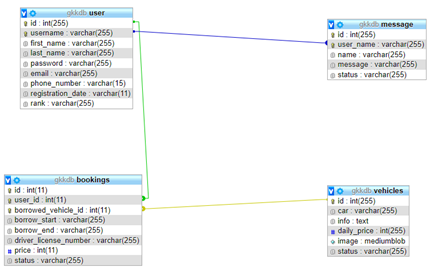 gkkdb user
id : int(255)
username : varchar(255)
first_name : varchar(255)
last_name : varchar(255)
password : varchar(255)
email : varchar(255)
phone_number : varchar(15)
registration_date : varchar(11)
rank : varchar(255)
gkkdb message
id : int(255)
user_name : varchar(255)
name : varchar(255)
message : varchar(255)
status : varchar(255)
gkkdb bookings
id : int(11)
user_id : int(11)
borrowed_vehicle_id : int(11)
borrow_start : varchar(255)
borrow_end : varchar(255)
driver_license_number : varchar(255)
price : int(11)
status : varchar(255)
gkkdb vehicles
id : int(255)
car : varchar(255)
info : text
daily_price : int(255)
image : mediumblob
status : varchar(255)